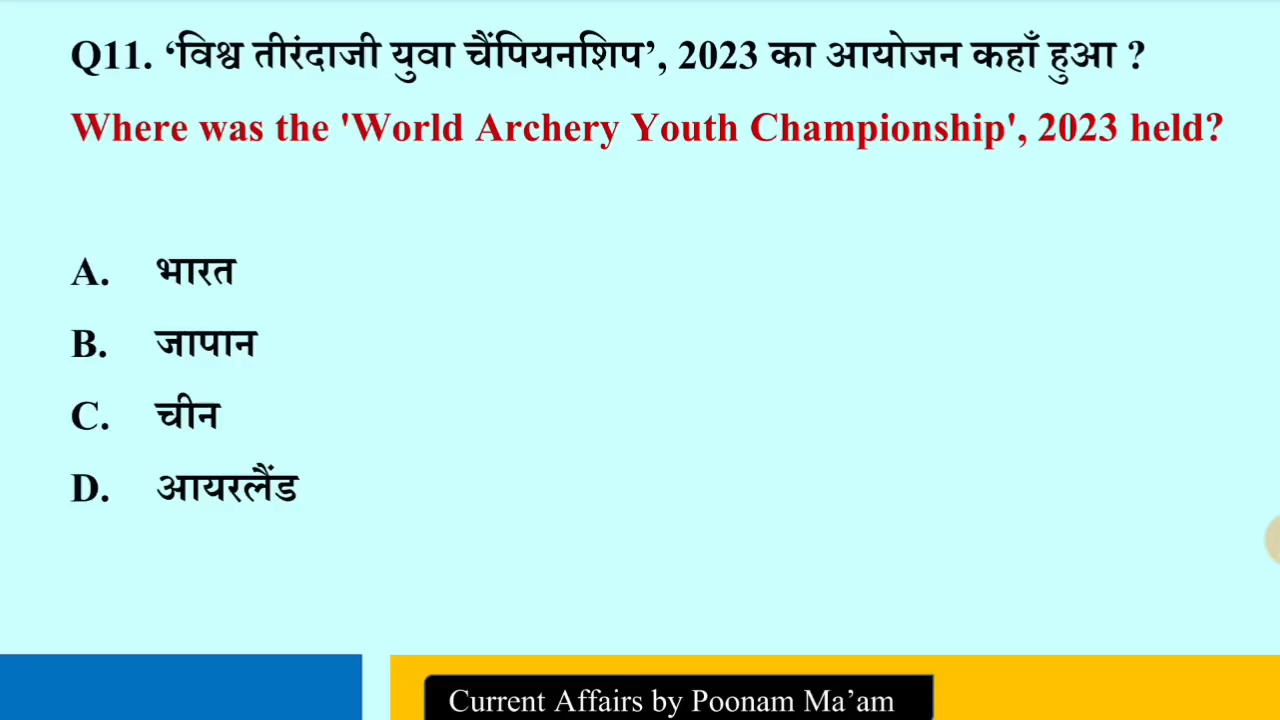 Q11. ‘विश्व तीरंदाजी युवा चैंपियनशिप’, 2023 का आयोजन कहाँ हुआ ?
Where was the 'World Archery Youth Championship', 2023 held?
A. भारत
B. जापान
C. चीन
D. आयरलैंड
Current Affairs by Poonam Ma’am